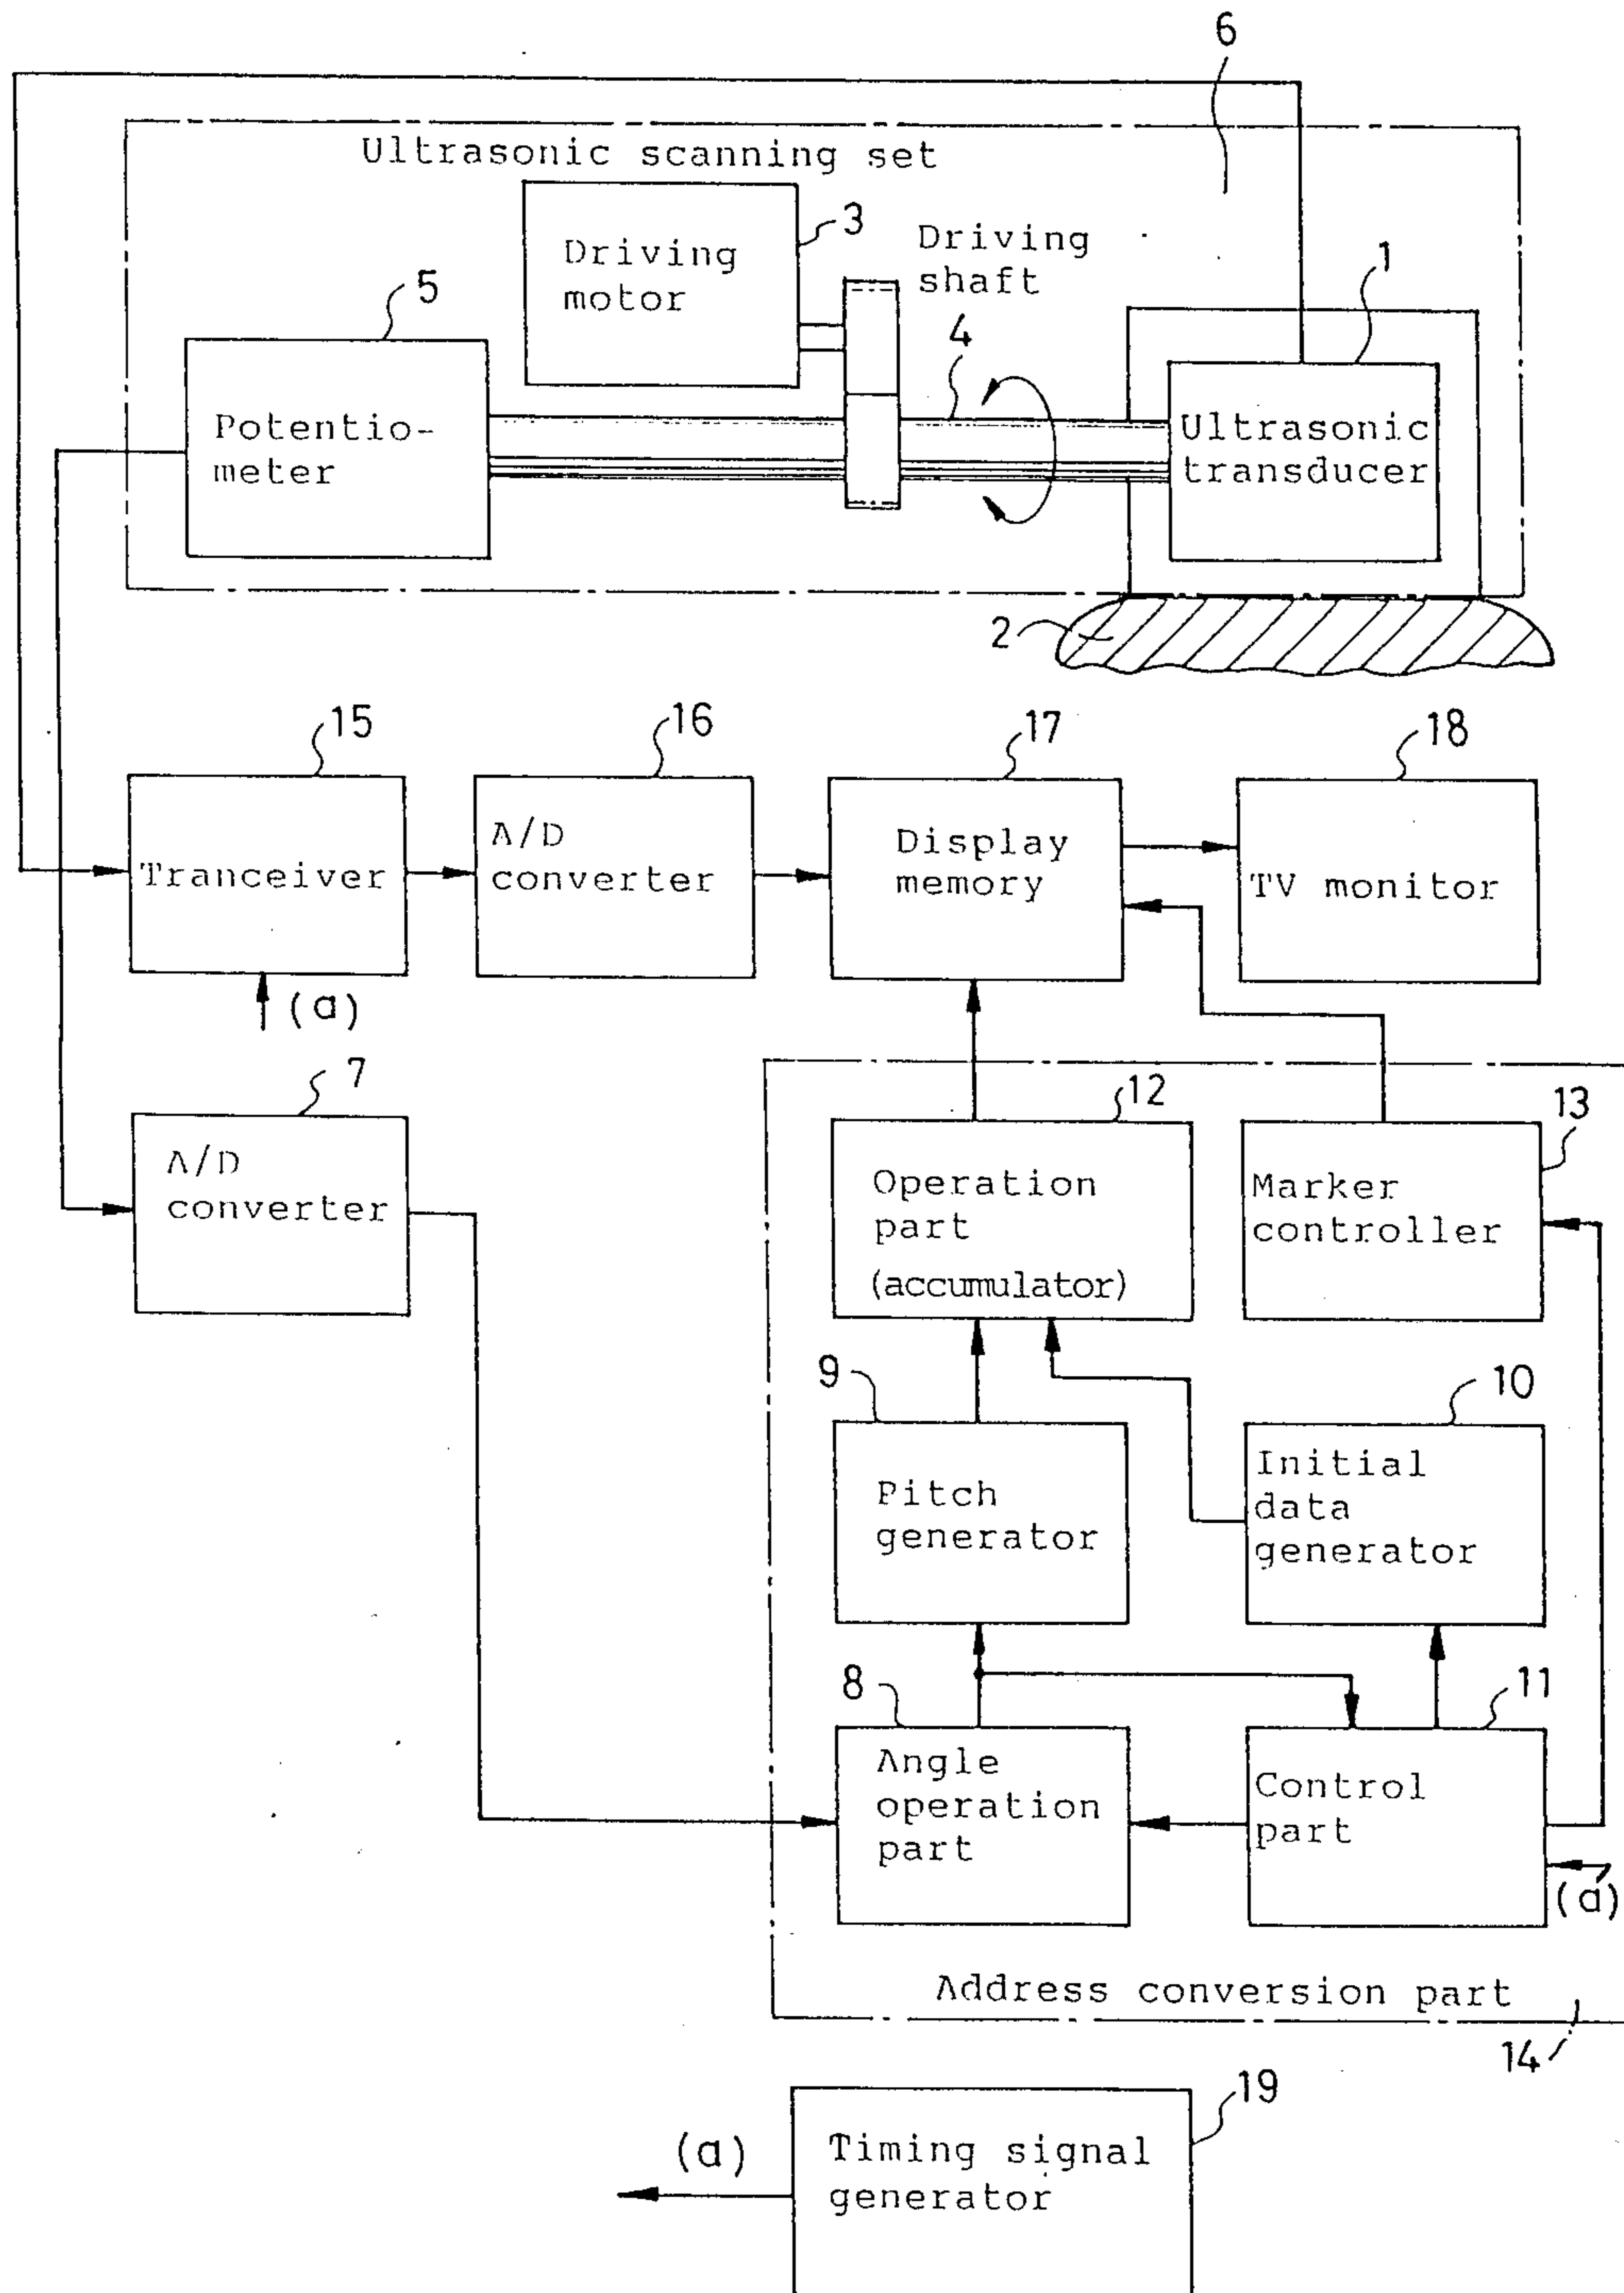 6
Ultrasonic scanning set
3
Driving
motor
Driving
shaft
1
5
4
Potentio-
meter
Ultrasonic
transducer
2
15
16
17
18
Tranceiver
A/D
converter
Display
memory
TV monitor
(a)
7
12
13
A/D
converter
Operation
part
(accumulator)
Marker
controller
9
10
Pitch
generator
Initial
data
generator
8
11
Angle
operation
part
Control
part
(a)
Address conversion part
14
19
(a)
Timing signal
generator